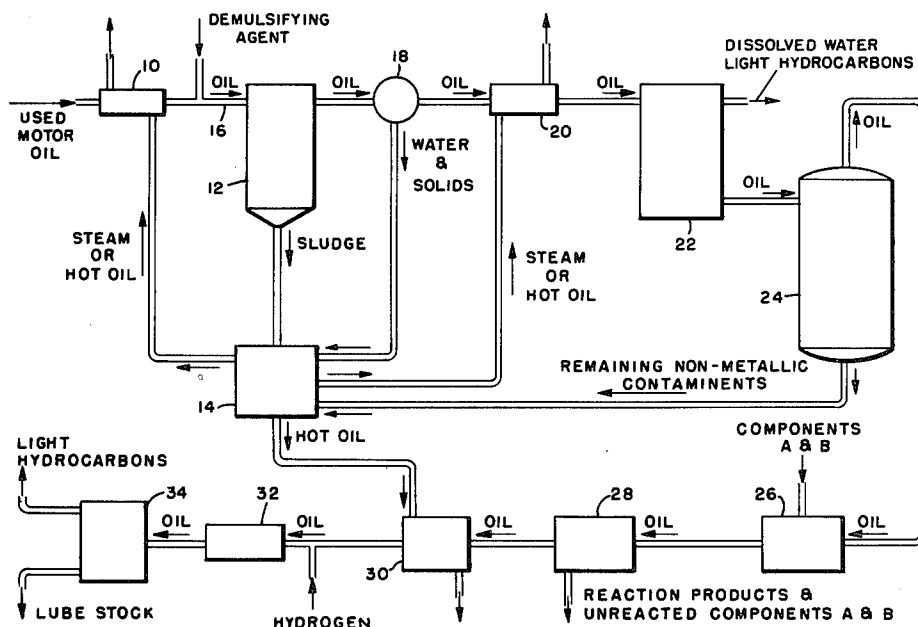 DEMULSIFYING
AGENT
10
OIL
OIL
18
OIL
OIL
DISSOLVED WATER
LIGHT HYDROCARBONS
USED
MOTOR
OIL
16
20
OIL
WATER
&
SOLIDS
12
OIL
22
SLUDGE
STEAM
OR
HOT OIL
STEAM
OR
HOT OIL
24
REMAINING NON-METALLIC
CONTAMINENTS
14
HOT OIL
COMPONENTS
A & B
LIGHT
HYDROCARBONS
34
OIL
32
OIL
OIL
28
OIL
26
OIL
30
LUBE STOCK
HYDROGEN
REACTION PRODUCTS &
UNREACTED COMPONENTS A & B